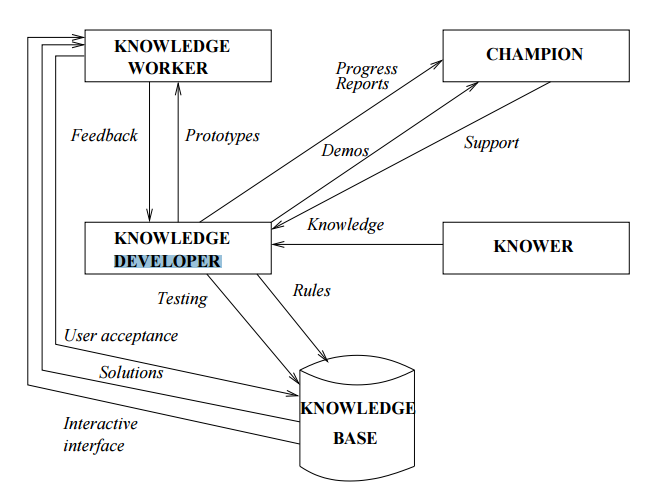 KNOWLEDGE
WORKER
CHAMPION
Progress
Reports
Feedback
Prototypes
Demos
Support
KNOWLEDGE
DEVELOPER
Knowledge
KNOWER
Testing
Rules
User acceptance
Solutions
Interactive
interface
KNOWLEDGE
BASE